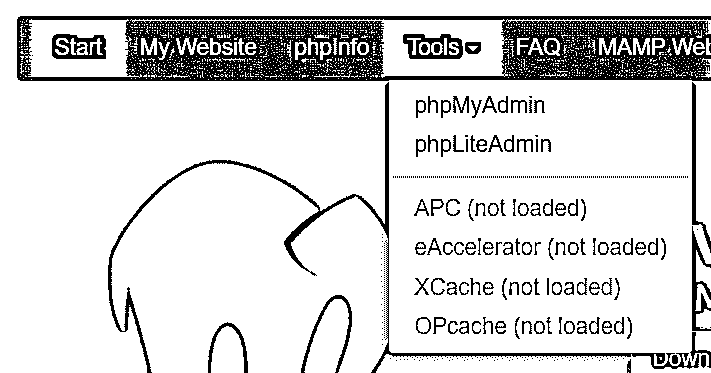 Start My Website phpInfo Tools FAQ MAMP Web
phpMyAdmin
phpLiteAdmin
APC (not loaded)
eAccelerator (not loaded)
XCache (not loaded)
OPcache (not loaded)
Down